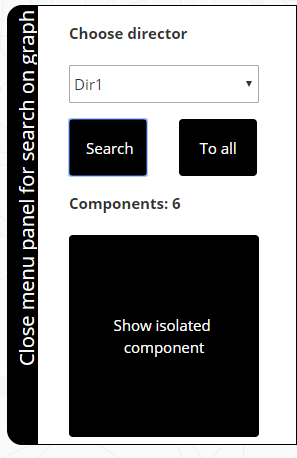 Close menu panel for search on graph
Choose director
Dir1
Search
To all
Components: 6
Show isolated
component